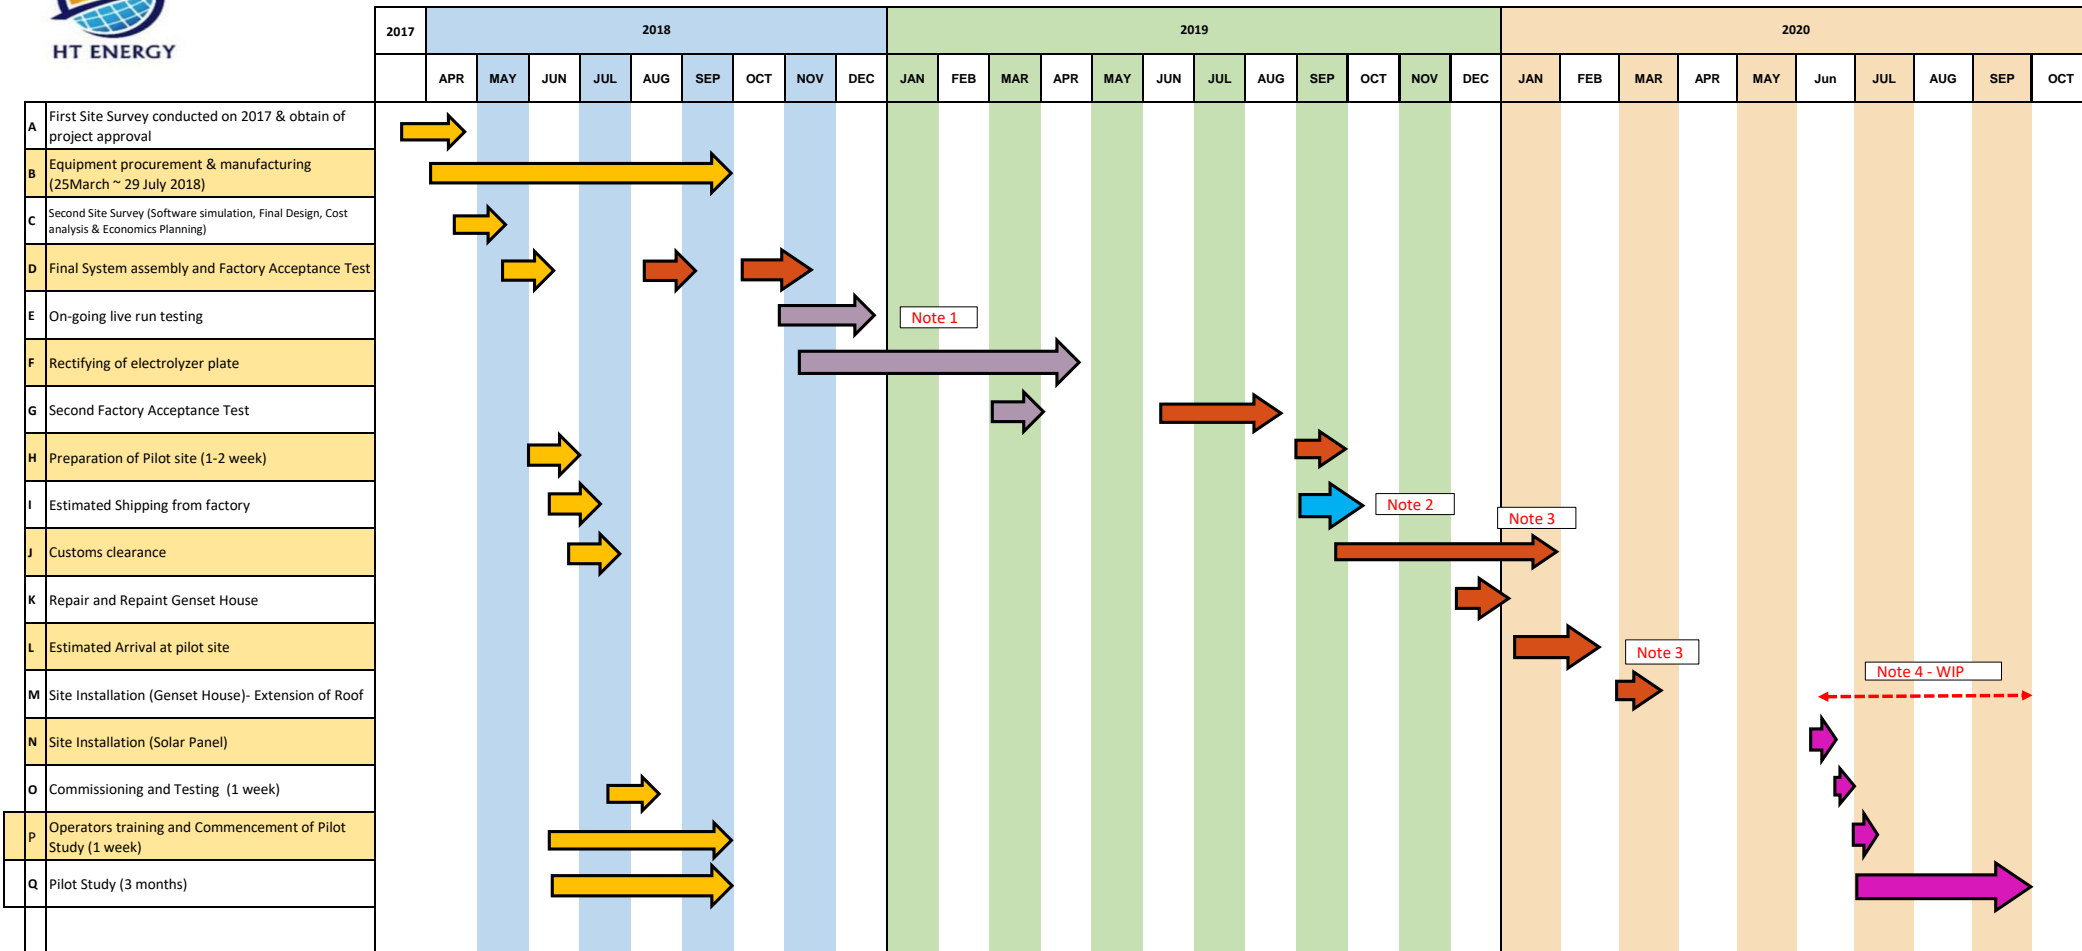 HT ENERGY
2017 2018 2019 2020
APR MAY JUN JUL AUG SEP OCT NOV DEC JAN FEB MAR APR MAY JUN JUL AUG SEP OCT NOV DEC JAN FEB MAR APR MAY Jun JUL AUG SEP OCT
A First Site Survey conducted on 2017 & obtain of
project approval
B Equipment procurement & manufacturing
(25March ~ 29 July 2018)
C Second Site Survey (Software simulation, Final Design, Cost
analysis & Economics Planning)
D Final System assembly and Factory Acceptance Test
E On-going live run testing
Note 1
F Rectifying of electrolyzer plate
G Second Factory Acceptance Test
H Preparation of Pilot site (1-2 week)
I Estimated Shipping from factory
Note 2
Note 3
J Customs clearance
K Repair and Repaint Genset House
L Estimated Arrival at pilot site
Note 3
Note 4 - WIP
M Site Installation (Genset House)- Extension of Roof
N Site Installation (Solar Panel)
O Commissioning and Testing (1 week)
P Operators training and Commencement of Pilot
Study (1 week)
Q Pilot Study (3 months)